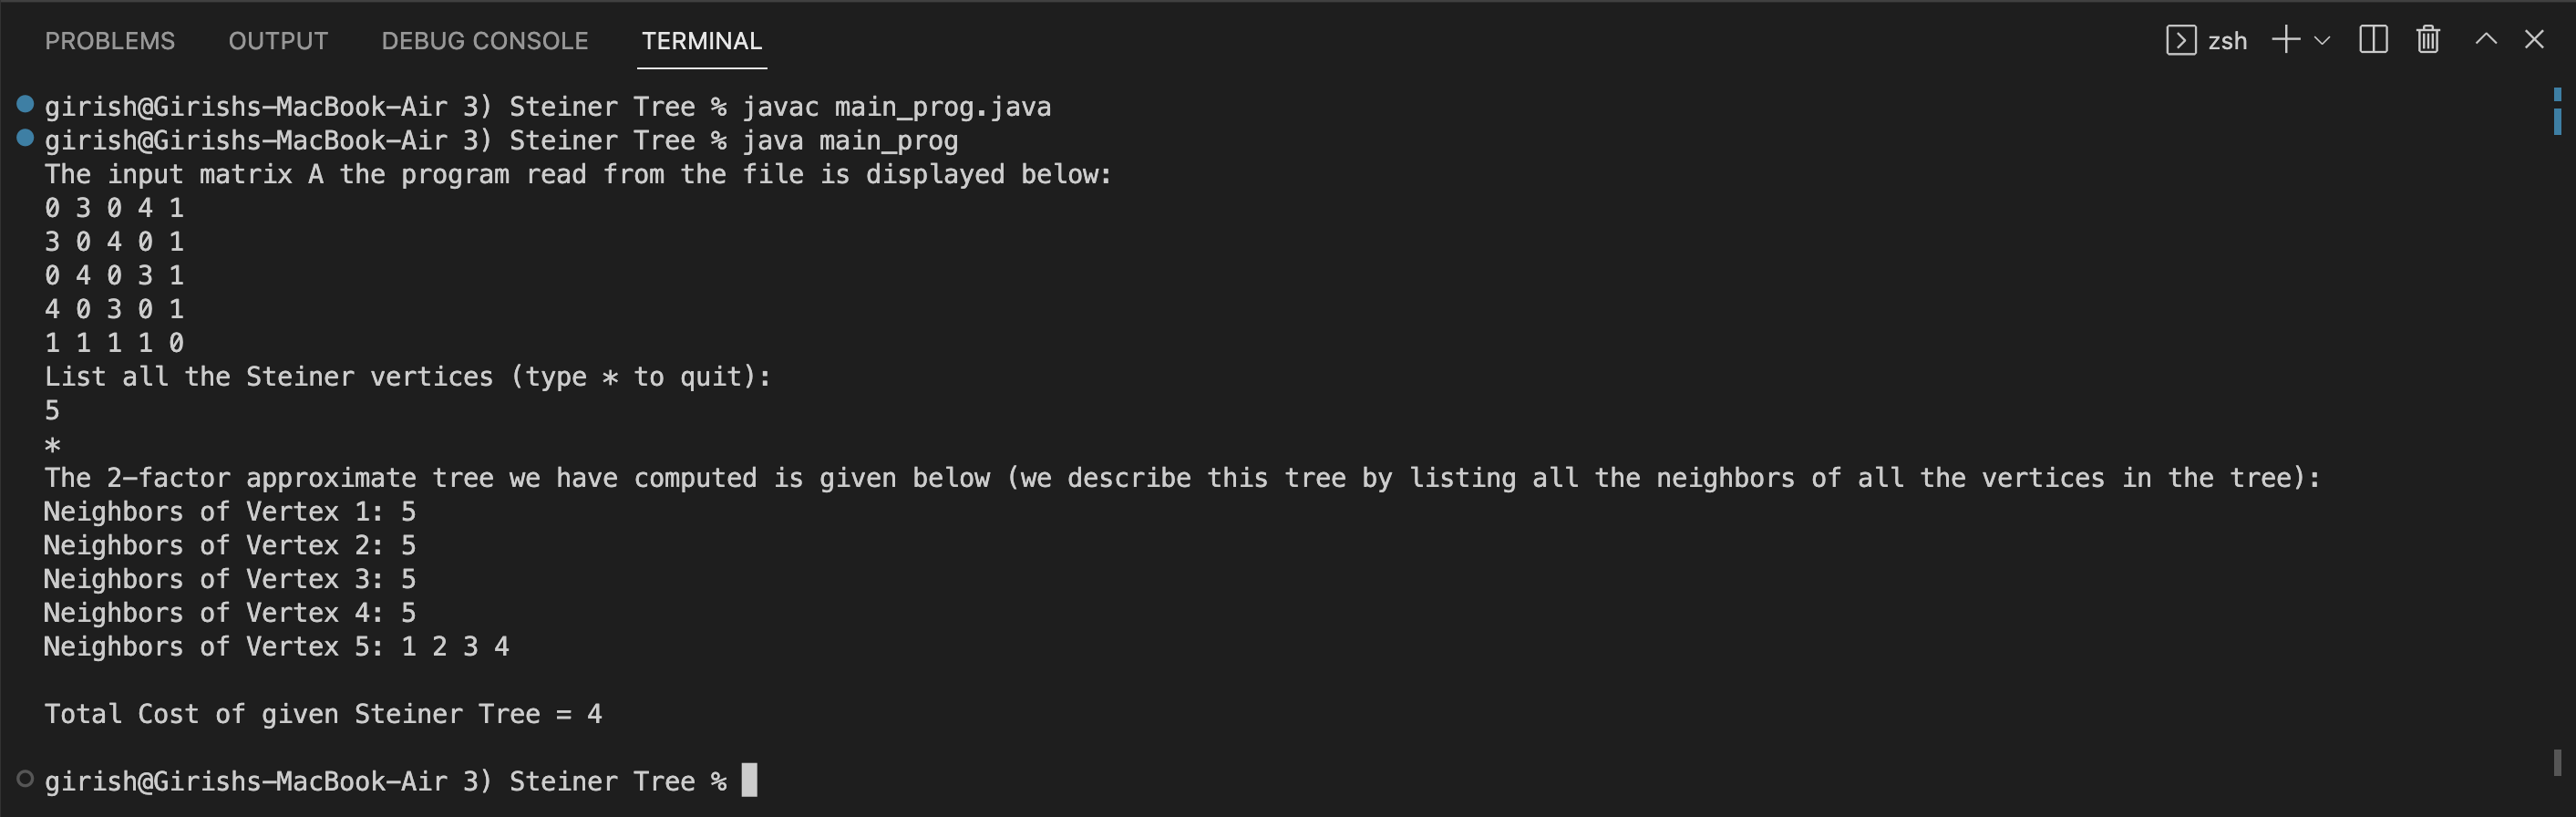 PROBLEMS OUTPUT DEBUG CONSOLE TERMINAL zsh
girish@Girishs-MacBook-Air 3) Steiner Tree % javac main_prog.java
girish@Girishs-MacBook-Air 3) Steiner Tree % java main_prog
The input matrix A the program read from the file is displayed below:
0 3 0 4 1
3 0 4 0 1
0 4 0 3 1
4 0 3 0 1
1 1 1 1 0
List all the Steiner vertices (type * to quit):
5
*
The 2-factor approximate tree we have computed is given below (we describe this tree by listing all the neighbors of all the vertices in the tree):
Neighbors of Vertex 1: 5
Neighbors of Vertex 2: 5
Neighbors of Vertex 3: 5
Neighbors of Vertex 4: 5
Neighbors of Vertex 5: 1 2 3 4
Total Cost of given Steiner Tree = 4
girish@Girishs-MacBook-Air 3) Steiner Tree %